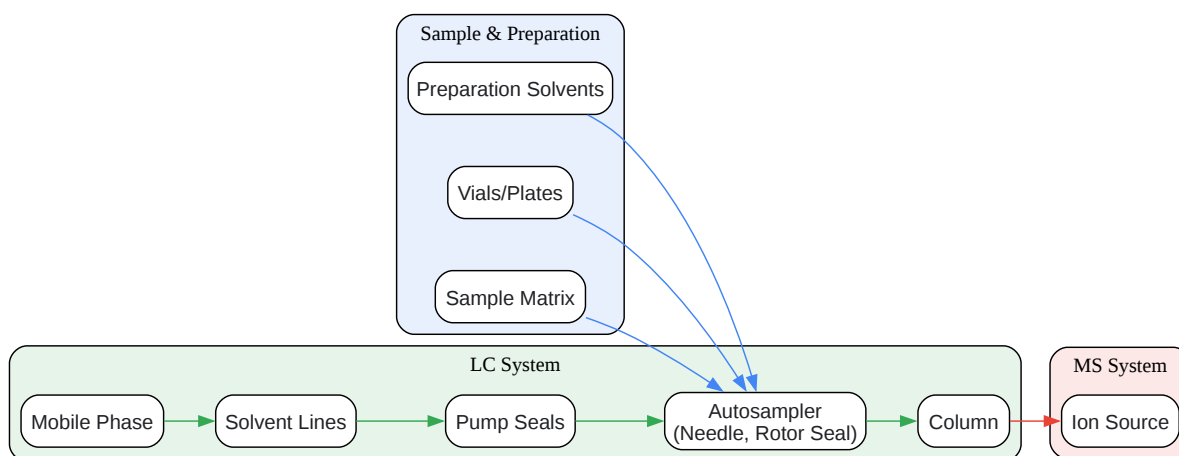 Sample & Preparation
Preparation Solvents
Vials/Plates
Sample Matrix
LC System
Mobile Phase
Solvent Lines
Pump Seals
Autosampler
(Needle, Rotor Seal)
Column
MS System
Ion Source